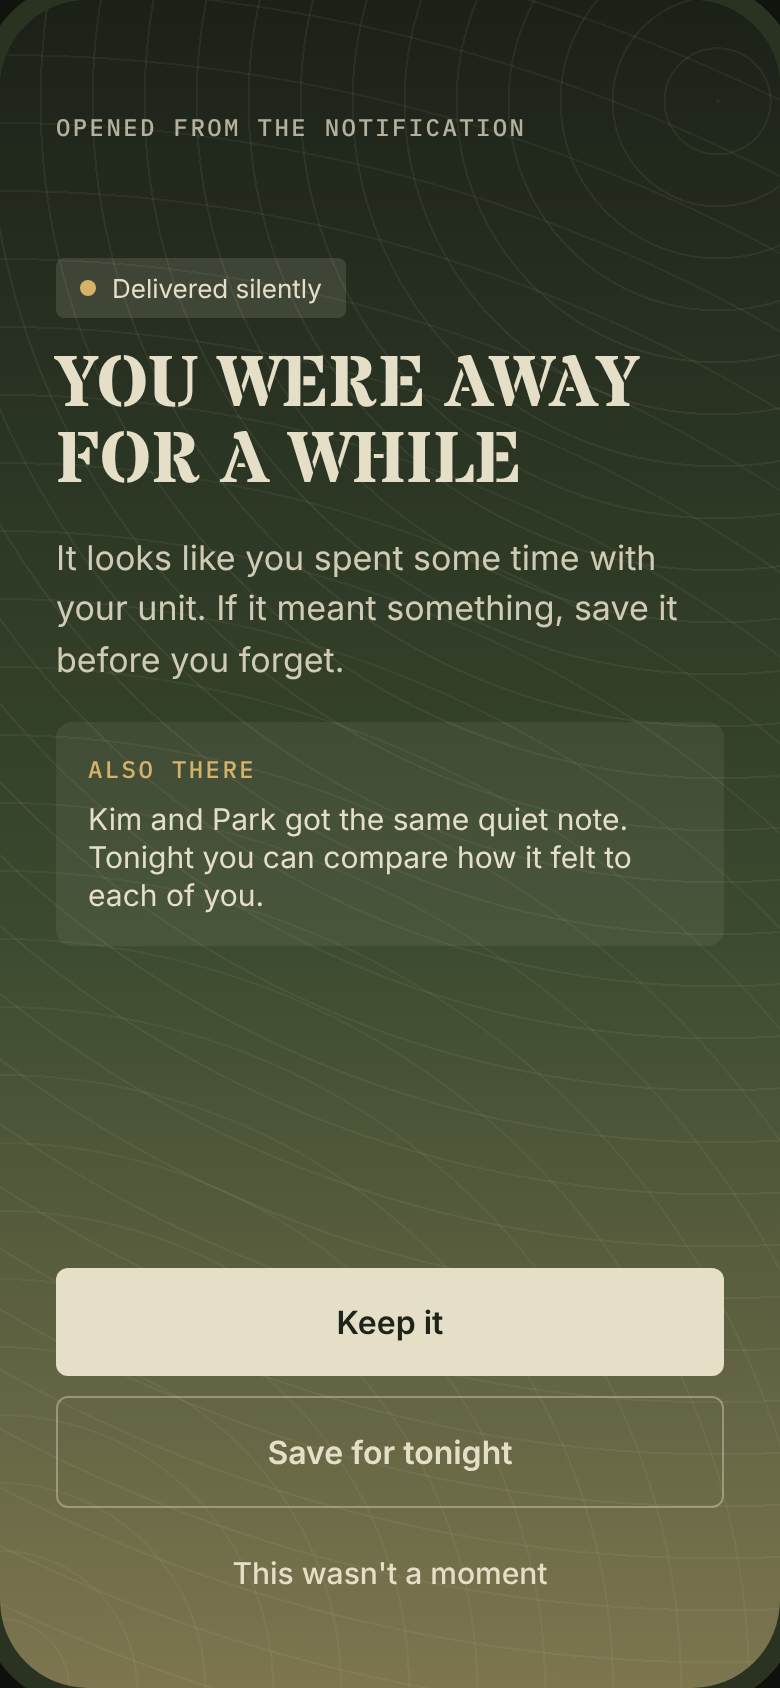 OPENED FROM THE NOTIFICATION
Delivered silently
YOU WERE AWAY
FOR A WHILE
It looks like you spent some time with
your unit. If it meant something, save it
before you forget.
ALSO THERE
Kim and Park got the same quiet note.
Tonight you can compare how it felt to
each of you.
Keep it
Save for tonight
This wasn't a moment